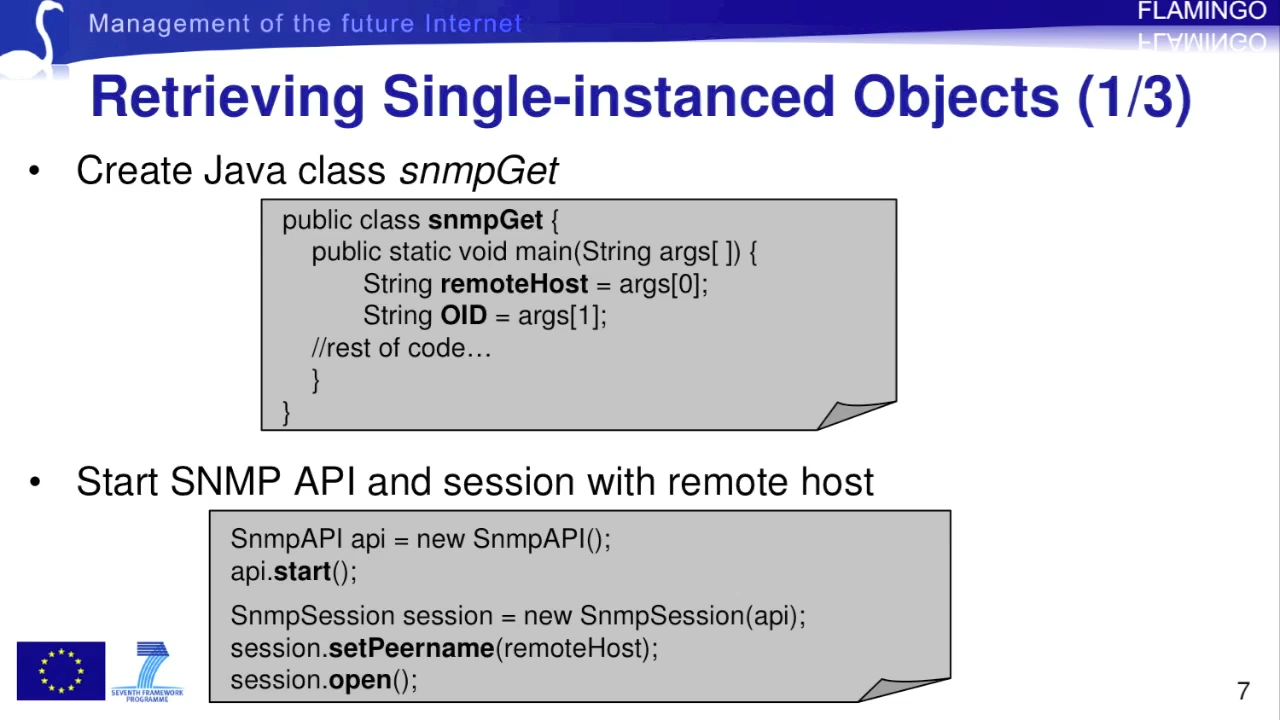 Management of the future Internet
FLAMINGO
Retrieving Single-instanced Objects (1/3)
• Create Java class snmpGet
public class snmpGet {
public static void main(String args[ ]) {
String remoteHost = args[0];
String OID = args[1];
//rest of code…
}
}
• Start SNMP API and session with remote host
SnmpAPI api = new SnmpAPI();
api.start();
SnmpSession session = new SnmpSession(api);
session.setPeername(remoteHost);
session.open();
SEVENTH FRAMEWORK
PROGRAMME
7